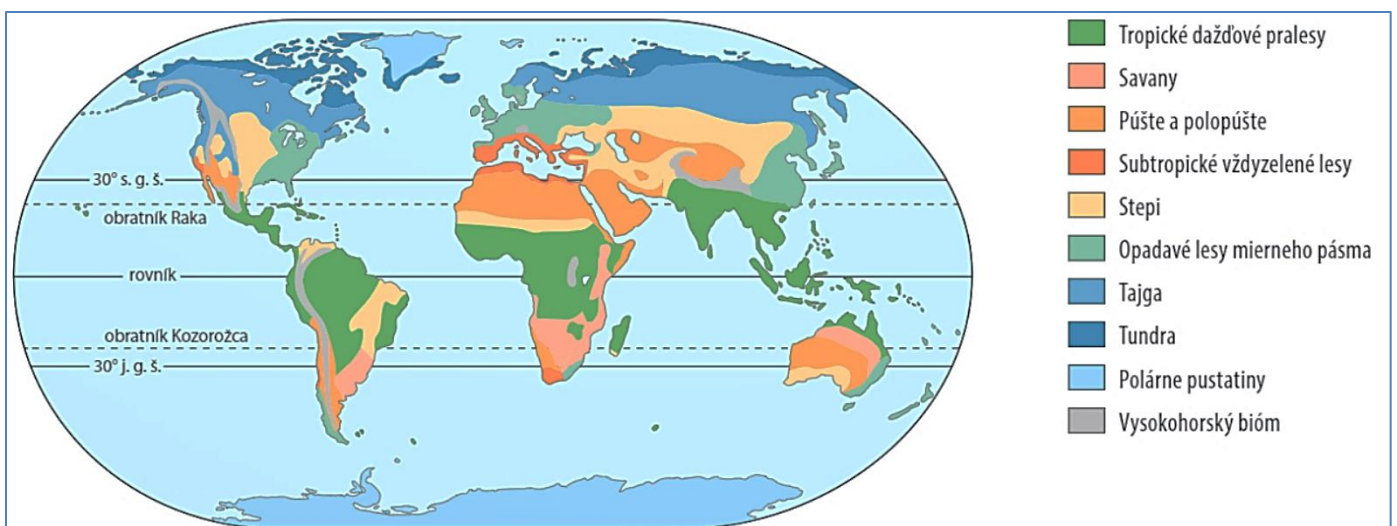 Tropické dažďové pralesy
Savany
Púšte a polopúšte
Subtropické vždyzelené lesy
Stepi
Opadavé lesy mierneho pásma
Tajga
Tundra
Polárne pustatiny
Vysokohorský bióm
30° s. g. š.
obratník Raka
rovník
obratník Kozorožca
30° j. g. š.